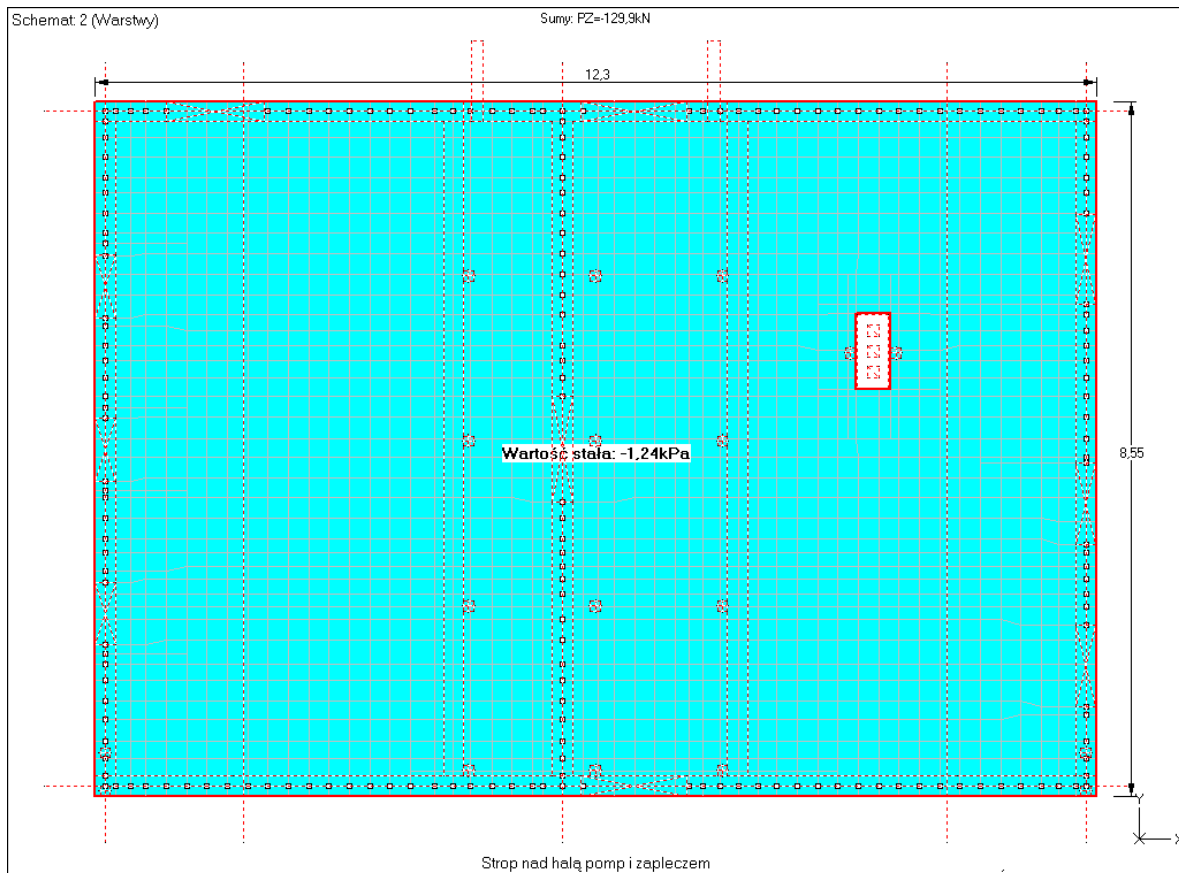 Schemat: 2 (Warstwy)
Sumy: PZ=-129,9kN
12,3
Wartość stała: -1,24kPa
8,55
Y
X
Strop nad halą pomp i zapleczem